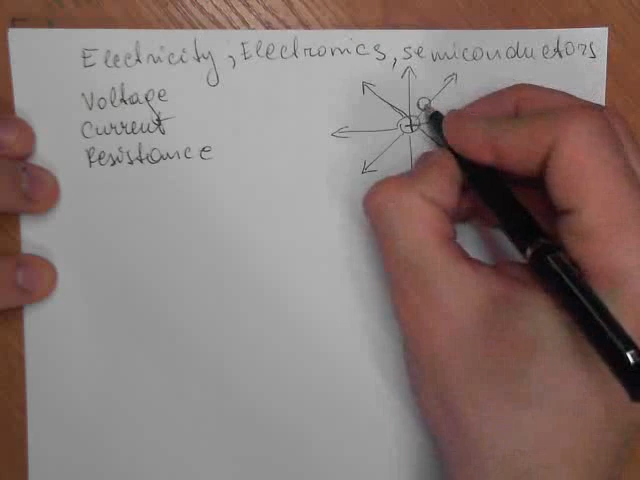 Electricity, Electronics, semiconductors
Voltage
Current
Resistance
+